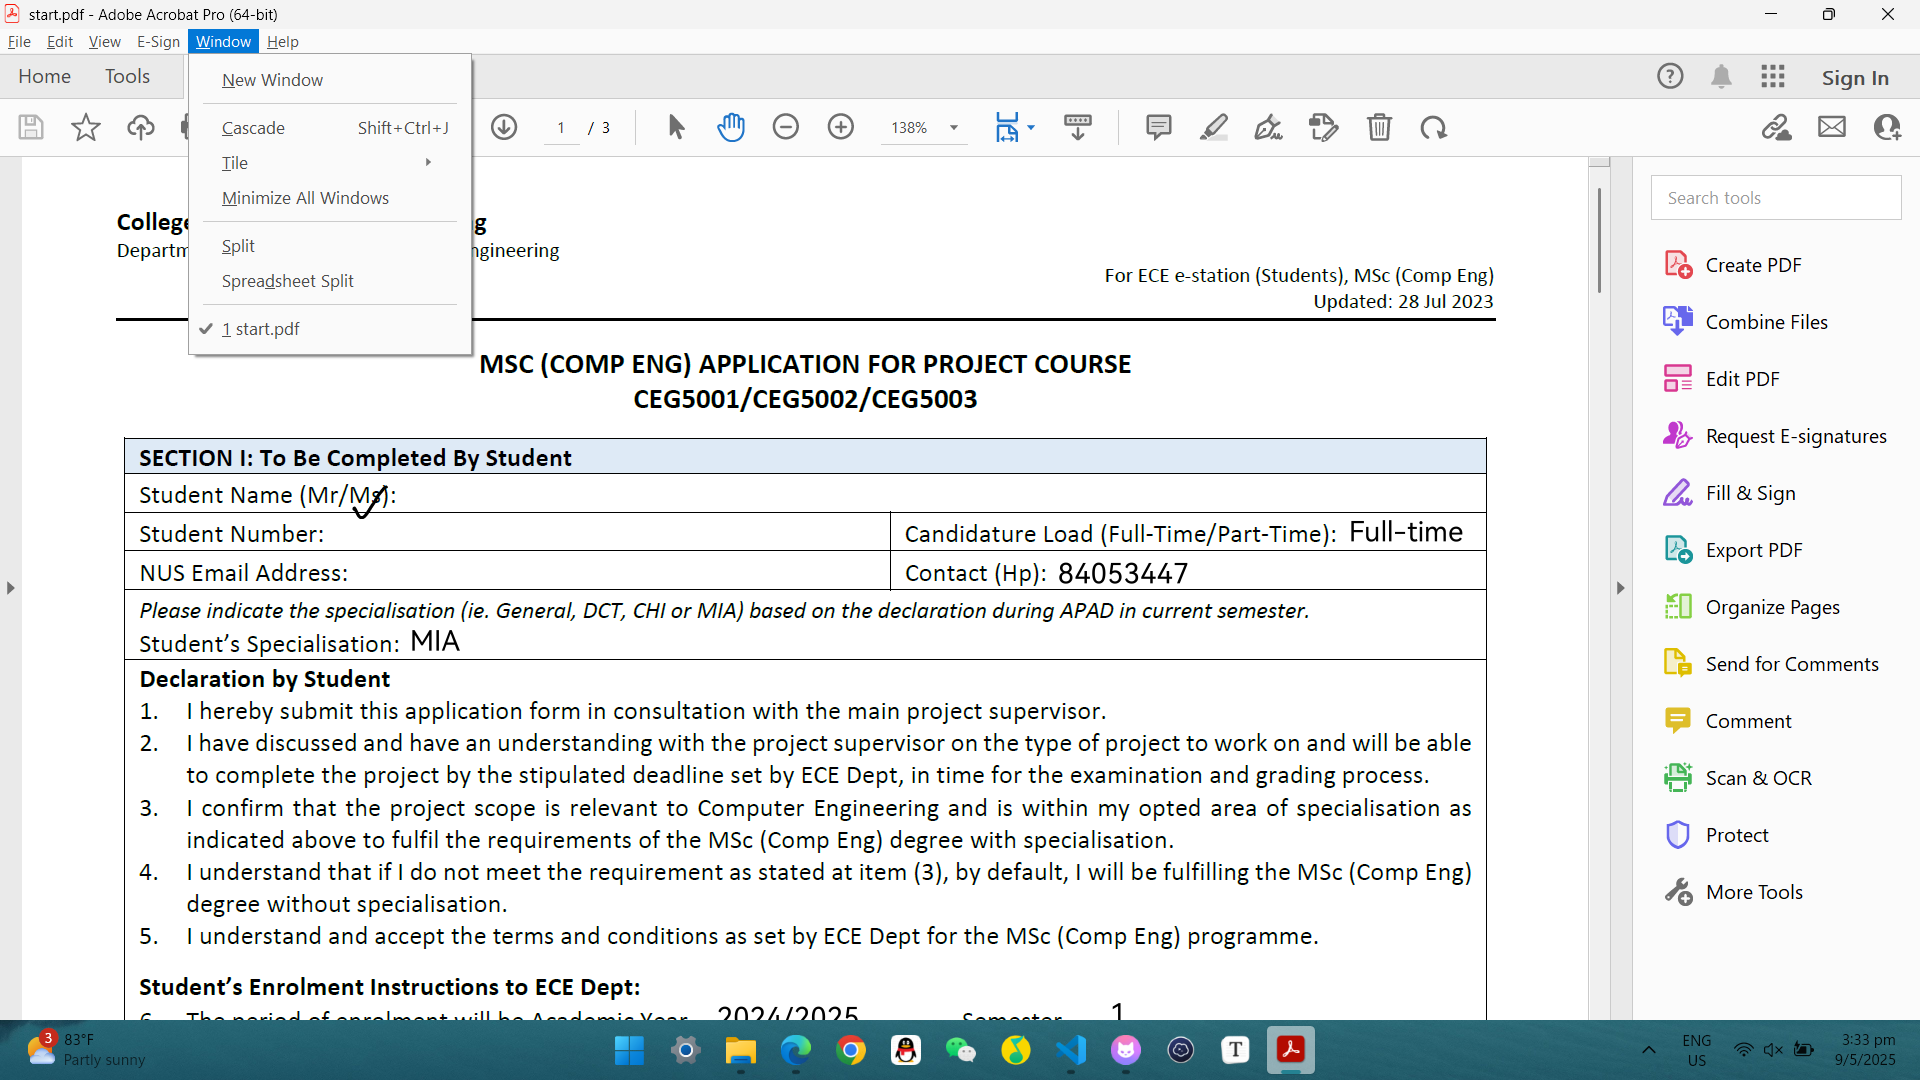 start.pdf - Adobe Acrobat Pro (64-bit)
File Edit View E-Sign Window Help
Home Tools
Sign In
New Window
Cascade Shift+Ctrl+J
Tile
Minimize All Windows
Split
Spreadsheet Split
1 start.pdf
1 / 3
138%
For ECE e-station (Students), MSc (Comp Eng)
Updated: 28 Jul 2023
MSC (COMP ENG) APPLICATION FOR PROJECT COURSE
CEG5001/CEG5002/CEG5003
SECTION I: To Be Completed By Student
Student Name (Mr/Ms):
Student Number:
Candidature Load (Full-Time/Part-Time): Full-time
NUS Email Address:
Contact (Hp): 84053447
Please indicate the specialisation (ie. General, DCT, CHI or MIA) based on the declaration during APAD in current semester.
Student’s Specialisation: MIA
Declaration by Student
1. I hereby submit this application form in consultation with the main project supervisor.
2. I have discussed and have an understanding with the project supervisor on the type of project to work on and will be able
to complete the project by the stipulated deadline set by ECE Dept, in time for the examination and grading process.
3. I confirm that the project scope is relevant to Computer Engineering and is within my opted area of specialisation as
indicated above to fulfil the requirements of the MSc (Comp Eng) degree with specialisation.
4. I understand that if I do not meet the requirement as stated at item (3), by default, I will be fulfilling the MSc (Comp Eng)
degree without specialisation.
5. I understand and accept the terms and conditions as set by ECE Dept for the MSc (Comp Eng) programme.
Student’s Enrolment Instructions to ECE Dept:
6. The period of enrolment will be Academic Year 2024/2025 Semester 1
Search tools
Create PDF
Combine Files
Edit PDF
Request E-signatures
Fill & Sign
Export PDF
Organize Pages
Send for Comments
Comment
Scan & OCR
Protect
More Tools
3
83°F
Partly sunny
T
ENG
US
3:33 pm
9/5/2025